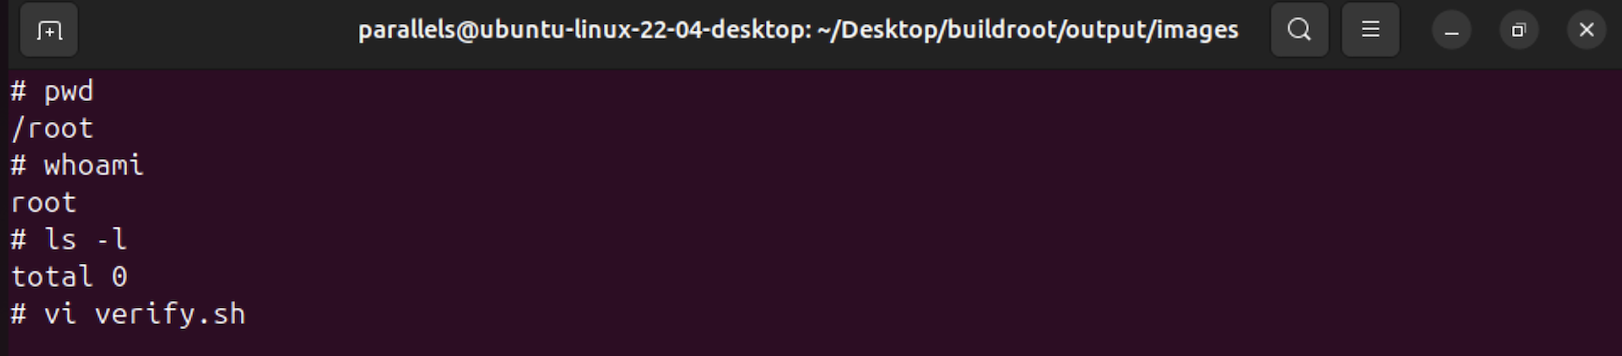 parallels@ubuntu-linux-22-04-desktop: ~/Desktop/buildroot/output/images
# pwd
/root
# whoami
root
# ls -l
total 0
# vi verify.sh